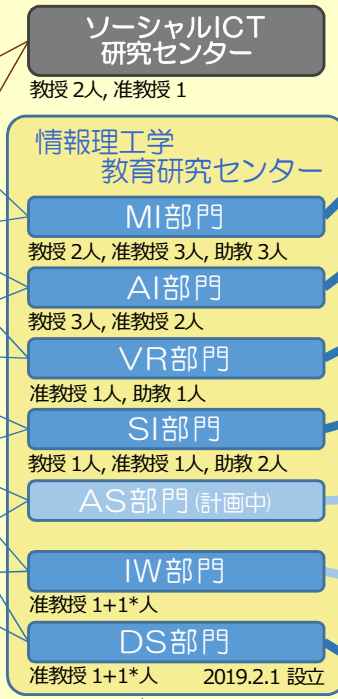 ソーシャルICT
研究センター
教授 2人, 准教授 1
情報理工学
教育研究センター
MI部門
教授 2人, 准教授 3人, 助教 3人
AI部門
教授 3人, 准教授 2人
VR部門
准教授 1人, 助教 1人
SI部門
教授 1人, 准教授 1人, 助教 2人
AS部門 (計画中)
IW部門
准教授 1+1*人
DS部門
准教授 1+1*人 2019.2.1 設立